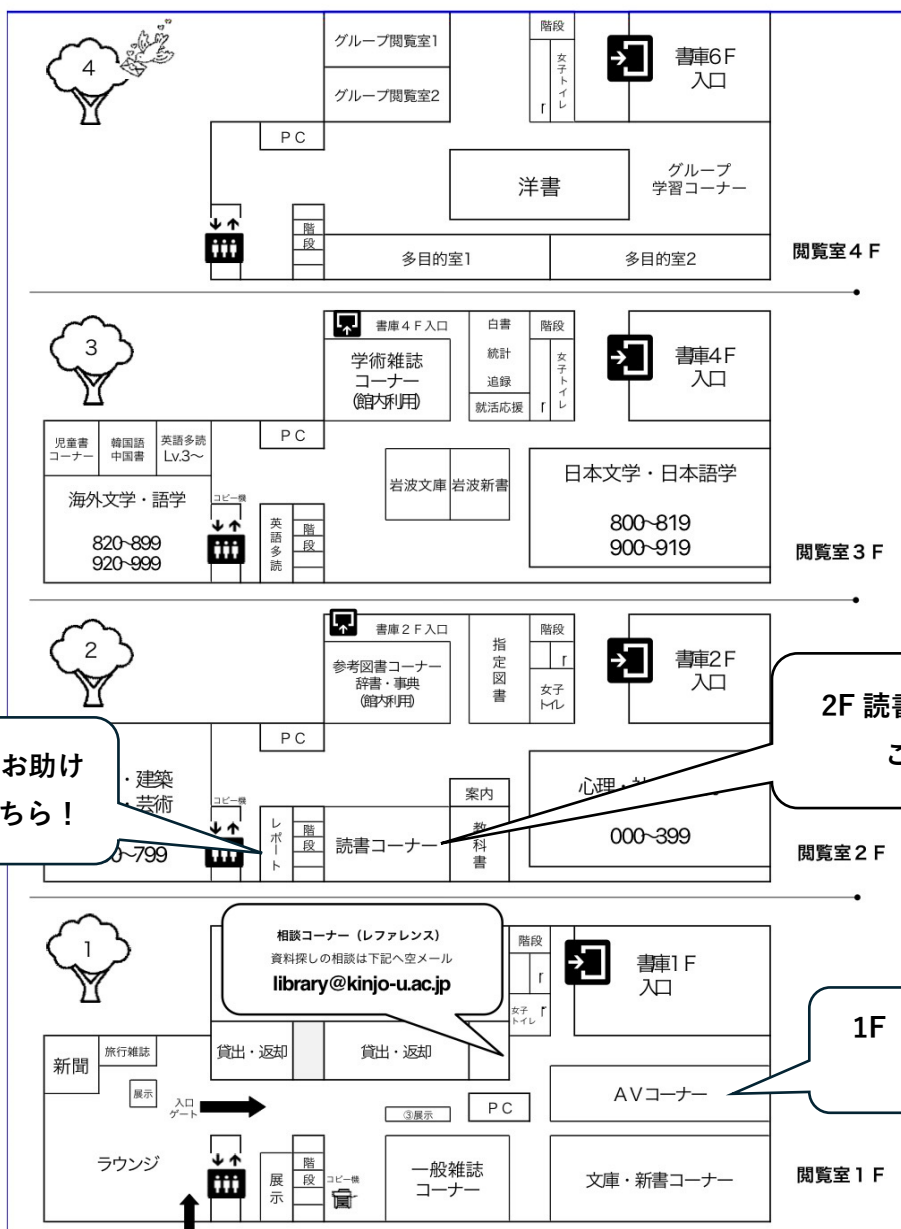 4
グループ閲覧室1
グループ閲覧室2
階段
女子トイレ
書庫6F
入口
PC
洋書
グループ
学習コーナー
階段
多目的室1
多目的室2
閲覧室4F
3
書庫4F入口
学術雑誌
コーナー
(館内利用)
白書
統計
追録
就活応援
階段
女子トイレ
書庫4F
入口
児童書
コーナー
韓国語
中国書
英語多読
Lv.3~
PC
海外文学・語学
820~899
920~999
コピー機
英語多読
階段
岩波文庫
岩波新書
日本文学・日本語学
800~819
900~919
閲覧室3F
2
書庫2F入口
参考図書コーナー
辞書・事典
(館内利用)
指定図書
階段
女子
トイレ
書庫2F
入口
2F 読書
こ
PC
お助け
ちら!
・建築
・芸術
~799
コピー機
レポート
階段
読書コーナー
案内
教科書
心理・
000~399
閲覧室2F
1
相談コーナー(レファレンス)
資料探しの相談は下記へ空メール
library@kinjo-u.ac.jp
階段
女子
トイレ
書庫1F
入口
新聞
旅行雑誌
貸出・返却
貸出・返却
1F
展示
入口
ゲート
③展示
PC
AVコーナー
ラウンジ
展示
階段
コピー機
一般雑誌
コーナー
文庫・新書コーナー
閲覧室1F